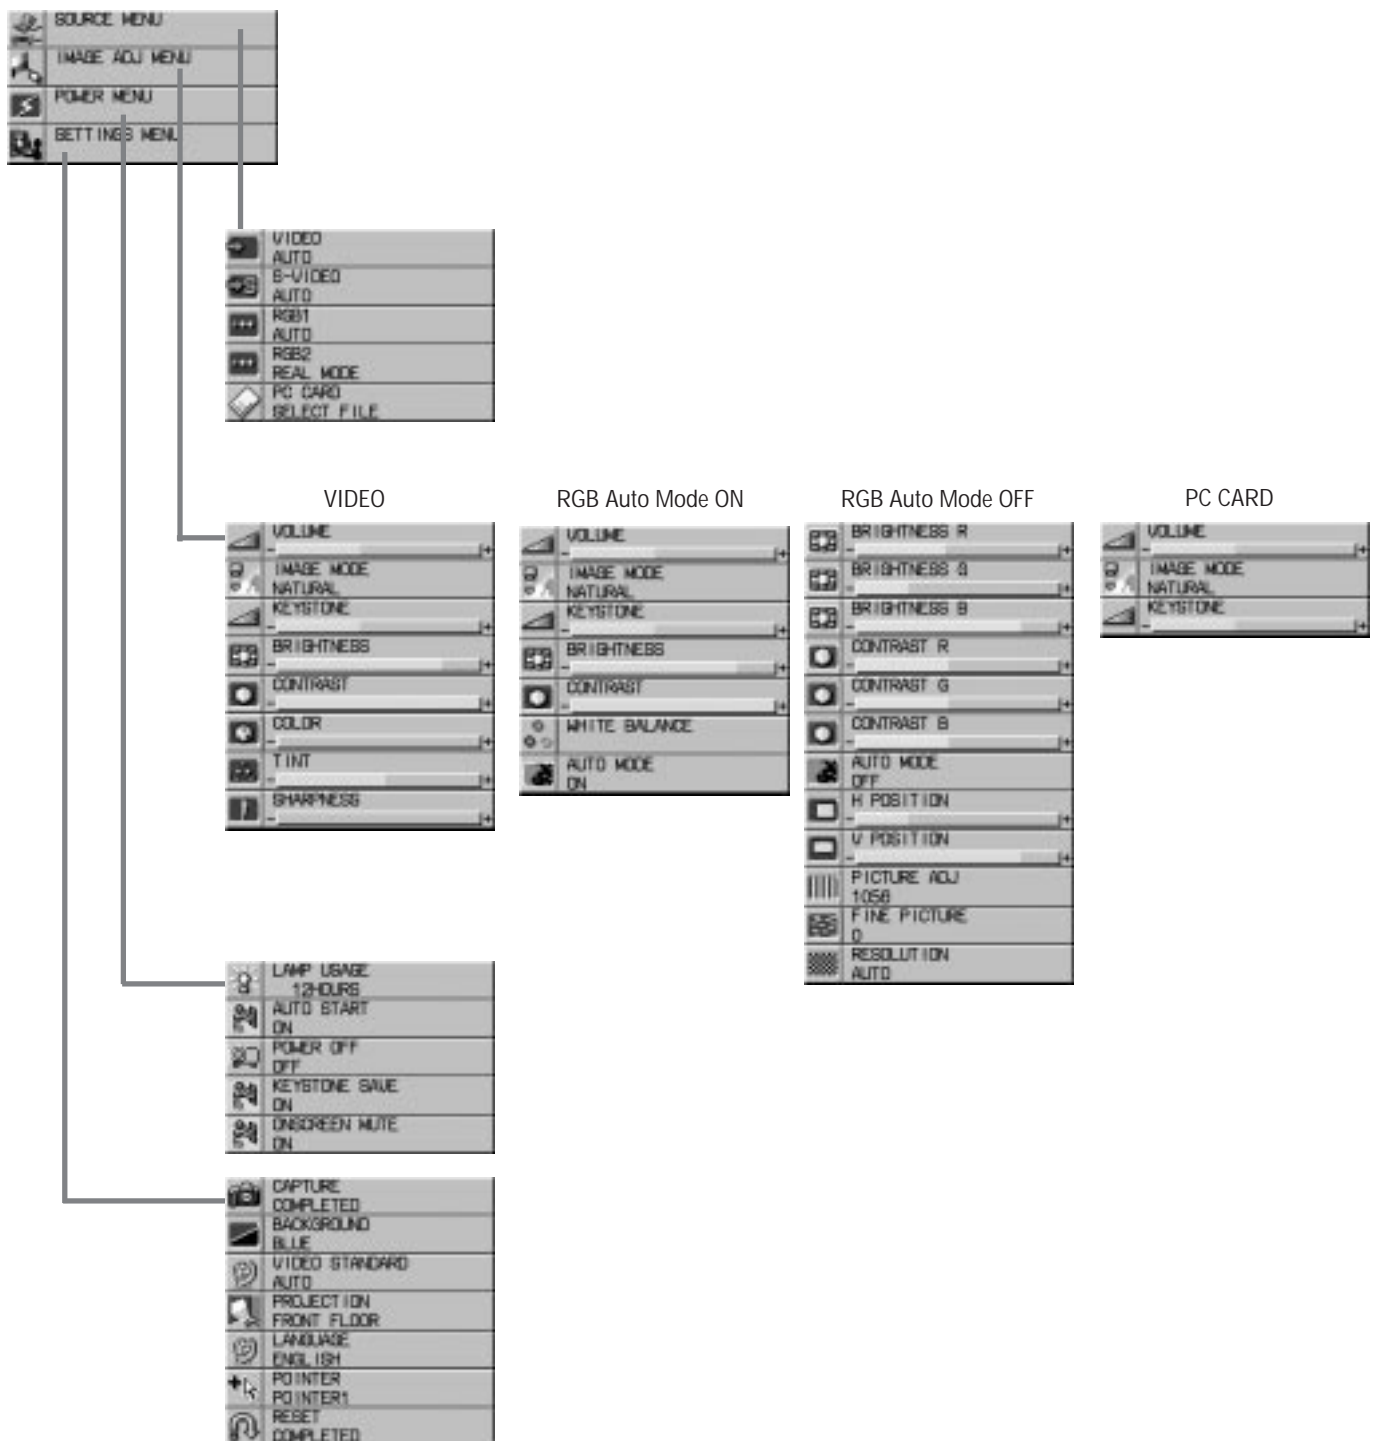 SOURCE MENU
IMAGE ADJ MENU
POWER MENU
SETTINGS MENU
VIDEO
AUTO
S-VIDEO
AUTO
RGB1
AUTO
RGB2
REAL MODE
PC CARD
SELECT FILE
VIDEO
VOLUME
- +
IMAGE MODE
NATURAL
KEYSTONE
- +
BRIGHTNESS
- +
CONTRAST
- +
COLOR
- +
TINT
- +
SHARPNESS
- +
RGB Auto Mode ON
VOLUME
- +
IMAGE MODE
NATURAL
KEYSTONE
- +
BRIGHTNESS
- +
CONTRAST
- +
WHITE BALANCE
AUTO MODE
ON
RGB Auto Mode OFF
BRIGHTNESS R
- +
BRIGHTNESS G
- +
BRIGHTNESS B
- +
CONTRAST R
- +
CONTRAST G
- +
CONTRAST B
- +
AUTO MODE
OFF
H POSITION
- +
V POSITION
- +
PICTURE ADJ
1056
FINE PICTURE
0
RESOLUTION
AUTO
PC CARD
VOLUME
- +
IMAGE MODE
NATURAL
KEYSTONE
- +
LAMP USAGE
12HOURS
AUTO START
ON
POWER OFF
OFF
KEYSTONE SAVE
ON
ONSCREEN MUTE
ON
CAPTURE
COMPLETED
BACKGROUND
BLUE
VIDEO STANDARD
AUTO
PROJECTION
FRONT FLOOR
LANGUAGE
ENGLISH
POINTER
POINTER1
RESET
COMPLETED